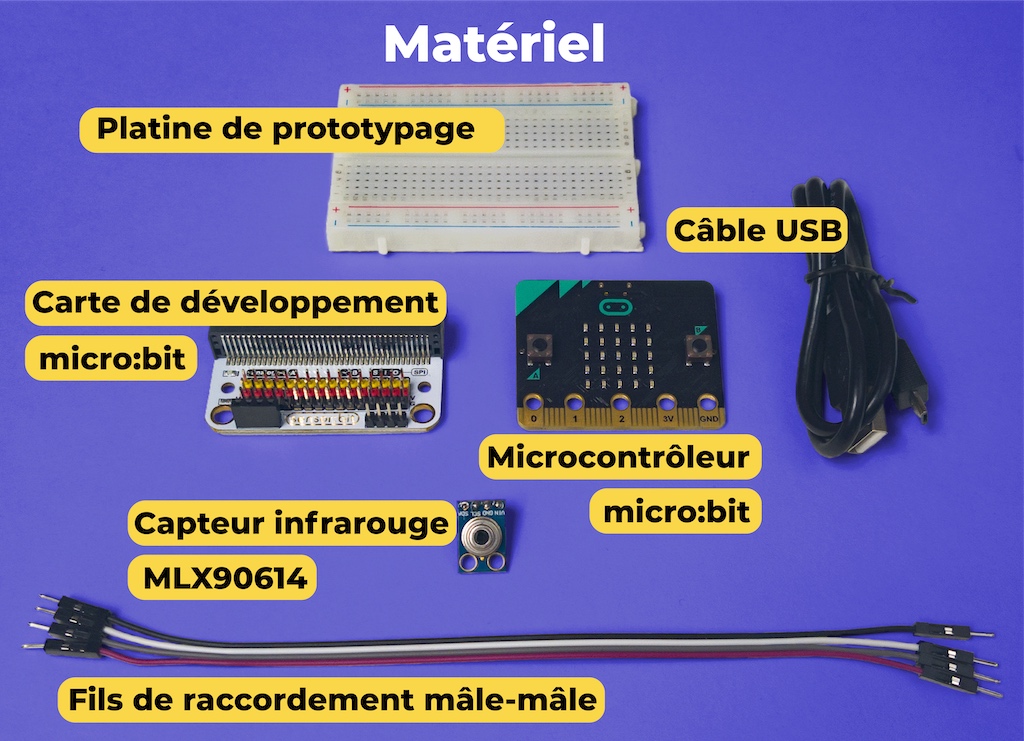 Matériel
Platine de prototypage
Câble USB
Carte de développement
micro:bit
SPI
B
A
0 1 2 3V GND
Microcontrôleur
micro:bit
Capteur infrarouge
MLX90614
VEN GND SCL SDA
Fils de raccordement mâle-mâle